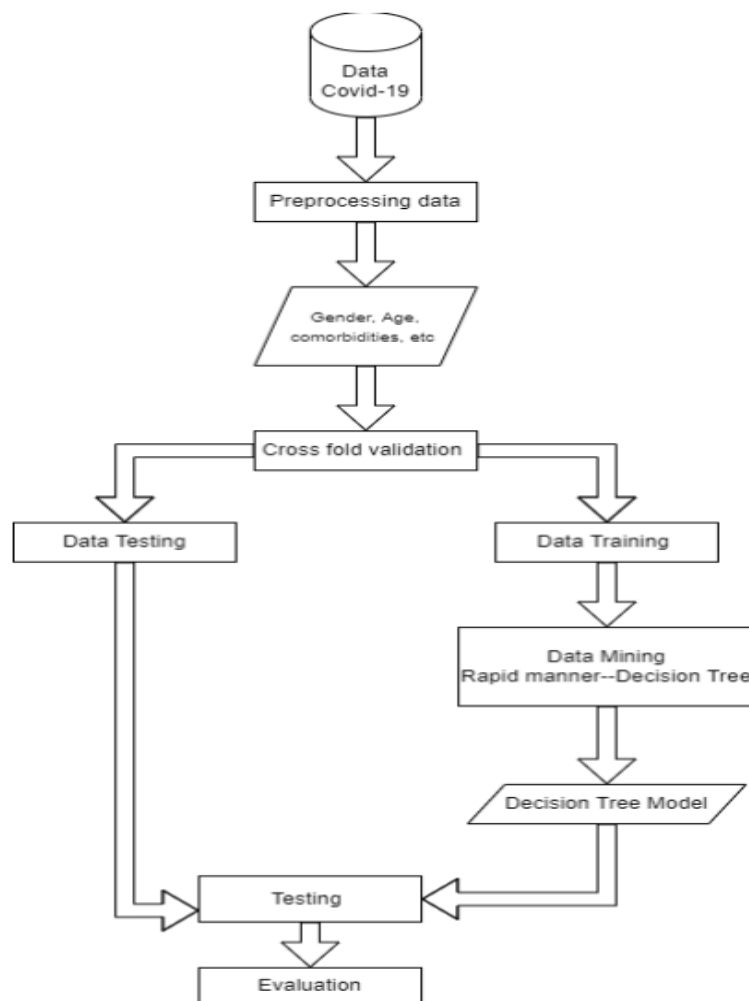 Data
Covid-19
Preprocessing data
Gender, Age,
comorbidities, etc
Cross fold validation
Data Testing
Data Training
Data Mining
Rapid manner--Decision Tree
Decision Tree Model
Testing
Evaluation